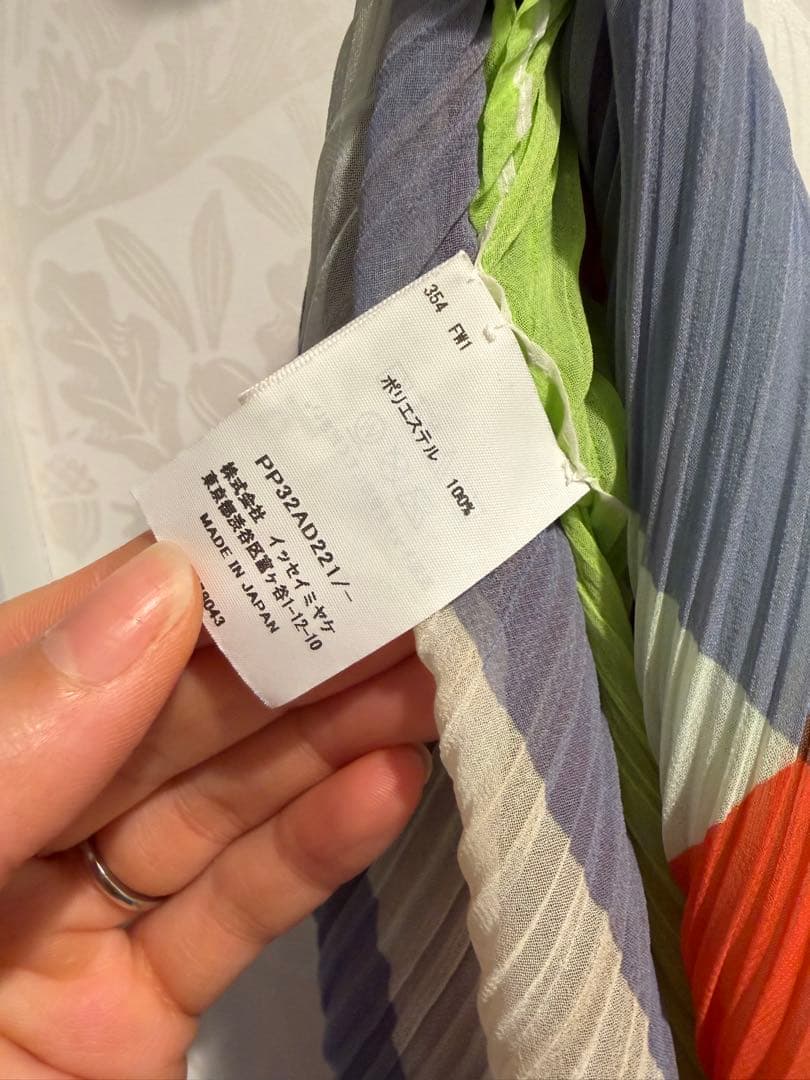 354 FW1
ポリエステル 100%
PP32AD221/-
株式会社 イッセイミヤケ
東京都渋谷区富ヶ谷1-12-10
MADE IN JAPAN